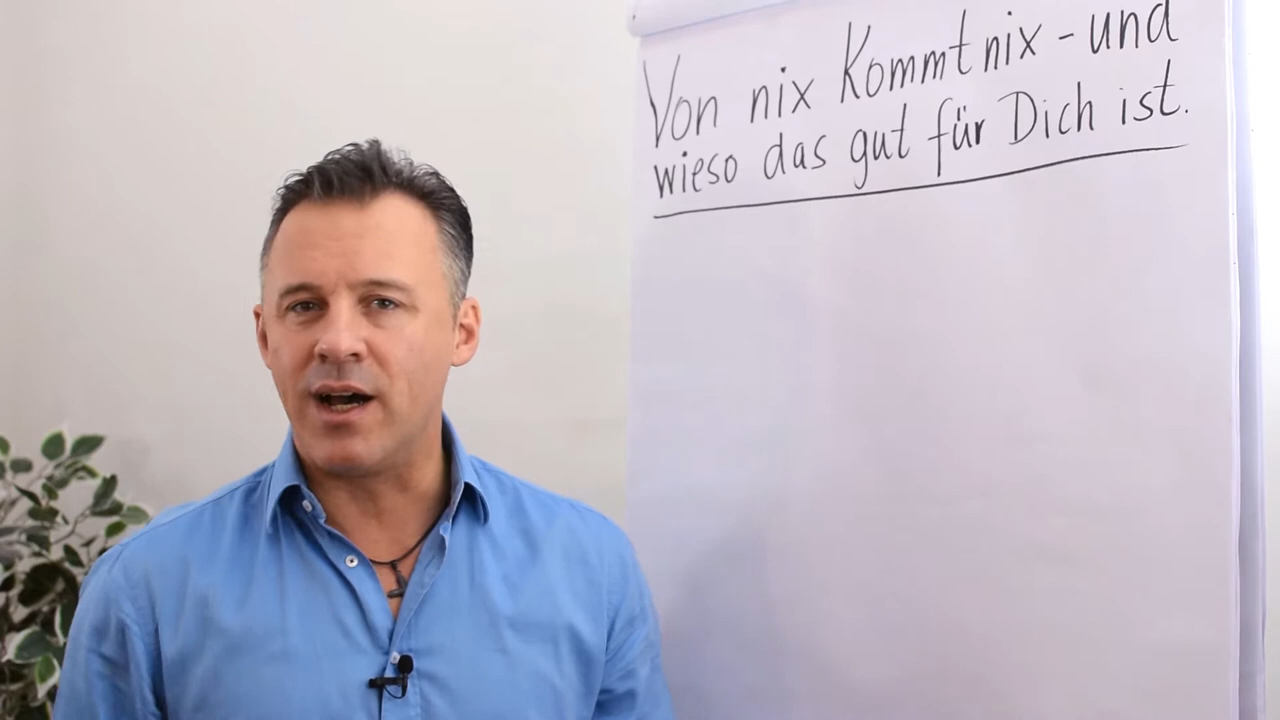 Von nix Kommt nix - und
wieso das gut für Dich ist.